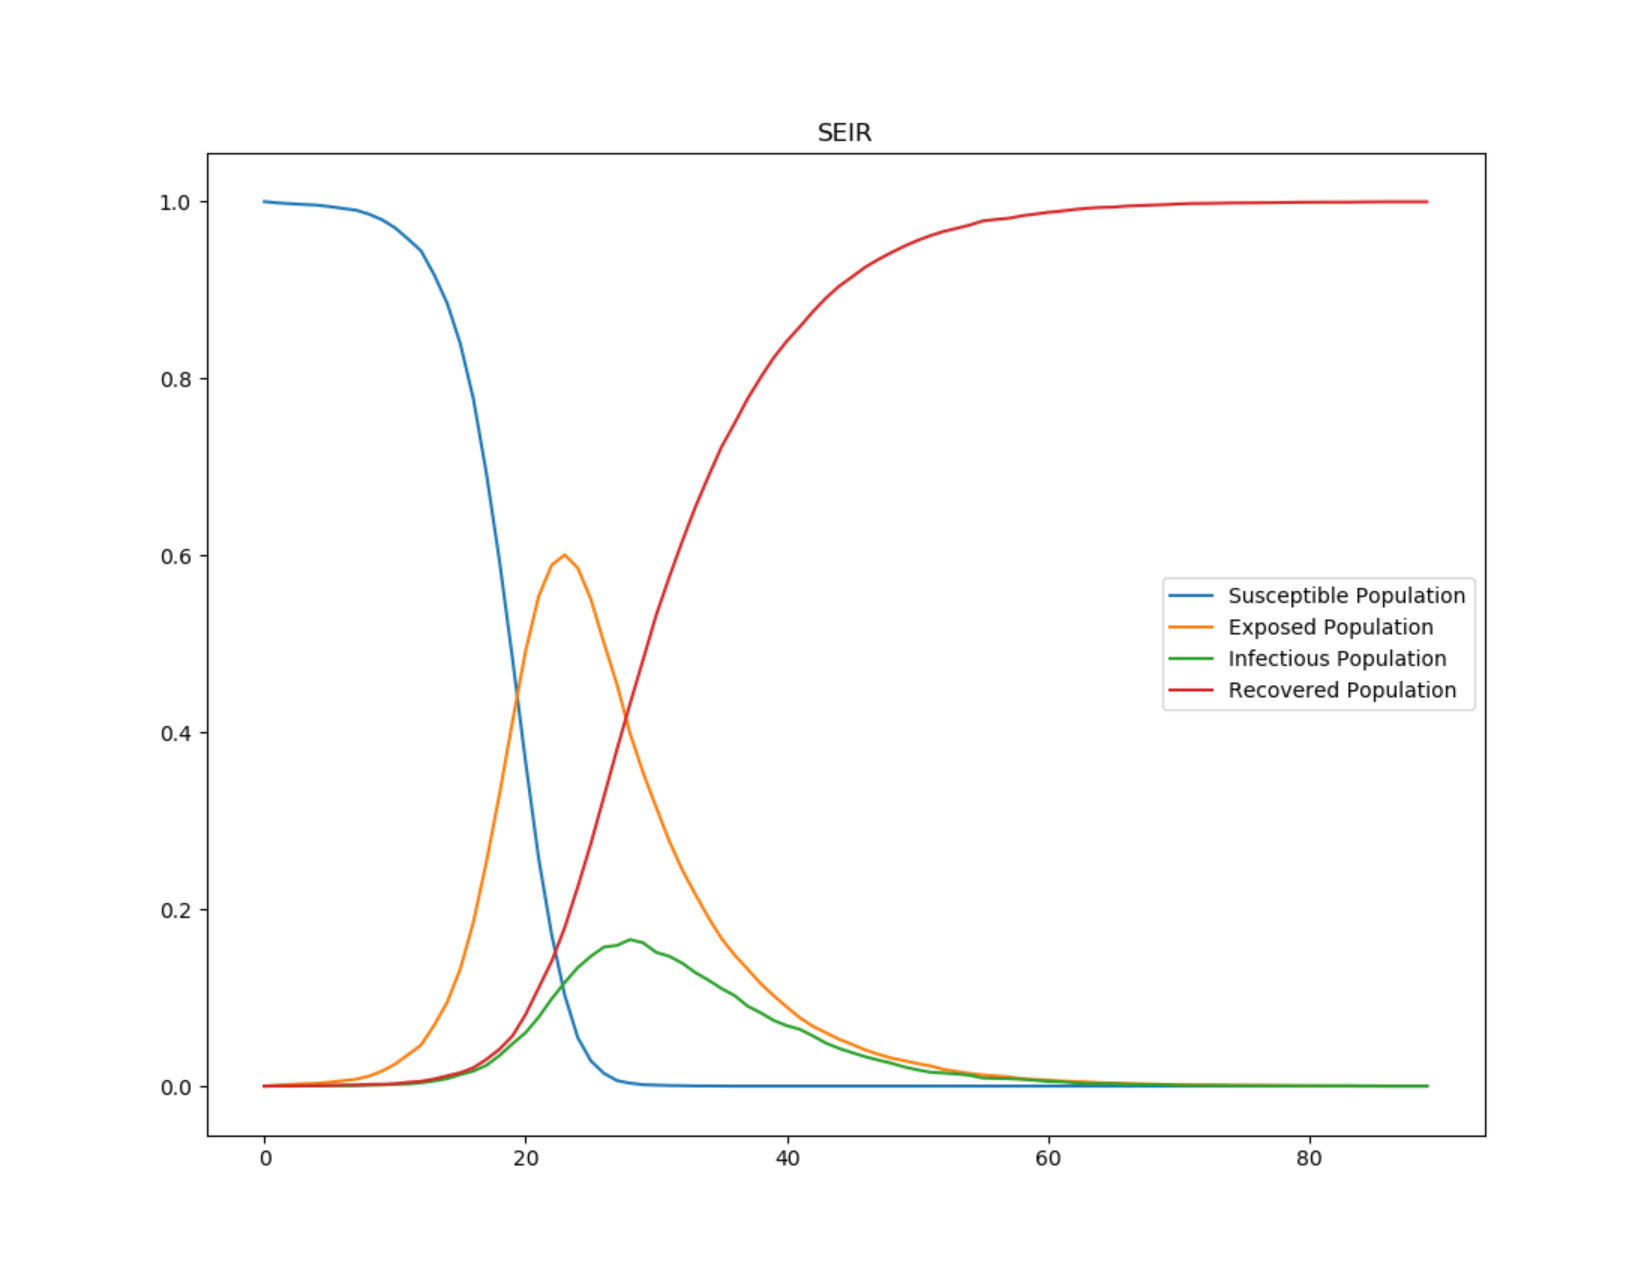 SEIR
1.0
0.8
0.6
0.4
0.2
0.0
Susceptible Population
Exposed Population
Infectious Population
Recovered Population
0 20 40 60 80